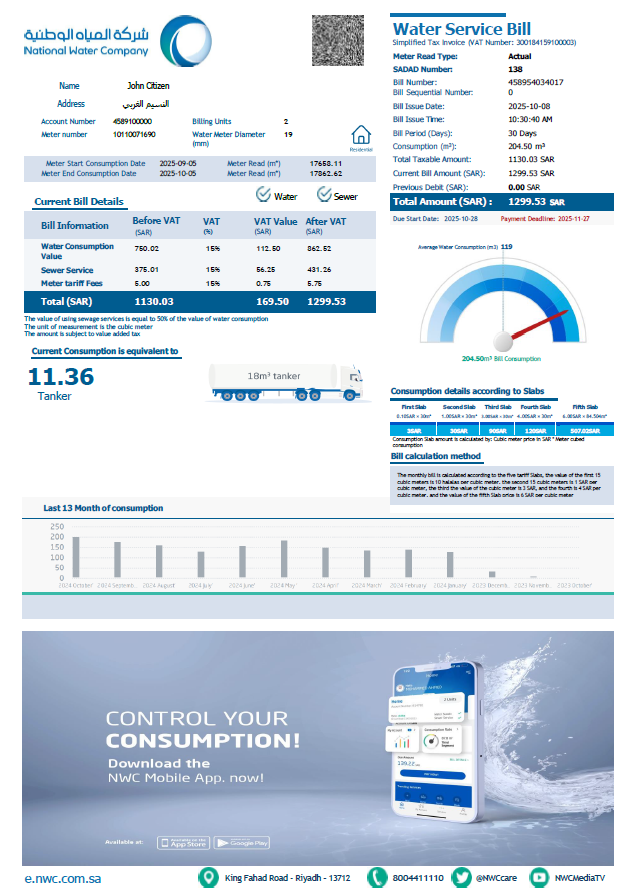 شركة المياه الوطنية
National Water Company
Name John Citizen
Address النسيم الغربي
Account Number 4589100000 Billing Units 2
Meter number 10110071690 Water Meter Diameter (mm) 19
Residential
Meter Start Consumption Date 2025-09-05 Meter Read (m³) 17658.11
Meter End Consumption Date 2025-10-05 Meter Read (m³) 17862.62
Current Bill Details
Water Sewer
Bill Information Before VAT (SAR) VAT (%) VAT Value (SAR) After VAT (SAR)
Water Consumption Value 750.02 15% 112.50 862.52
Sewer Service 375.01 15% 56.25 431.26
Meter tariff Fees 5.00 15% 0.75 5.75
Total (SAR) 1130.03 169.50 1299.53
The value of using sewage services is equal to 50% of the value of water consumption
The unit of measurement is the cubic meter
The amount is subject to value added tax
Current Consumption is equivalent to
11.36
Tanker
18m³ tanker
Water Service Bill
Simplified Tax Invoice (VAT Number: 300184159100003)
Meter Read Type: Actual
SADAD Number: 138
Bill Number: 458954034017
Bill Sequential Number: 0
Bill Issue Date: 2025-10-08
Bill Issue Time: 10:30:40 AM
Bill Period (Days): 30 Days
Consumption (m³): 204.50 m³
Total Taxable Amount: 1130.03 SAR
Current Bill Amount (SAR): 1299.53 SAR
Previous Debit (SAR): 0.00 SAR
Total Amount (SAR) : 1299.53 SAR
Due Start Date: 2025-10-28 Payment Deadline: 2025-11-27
Average Water Consumption (m3) 119
204.50m³ Bill Consumption
Consumption details according to Slabs
First Slab Second Slab Third Slab Fourth Slab Fifth Slab
0.10SAR × 30m³ 1.00SAR × 30m³ 3.00SAR × 30m³ 4.00SAR × 30m³ 6.00SAR × 84.504m³
3SAR 30SAR 90SAR 120SAR 507.02SAR
Consumption Slab amount is calculated by: Cubic meter price in SAR * Meter cubed
consumption
Bill calculation method
The monthly bill is calculated according to the five tariff Slabs, the value of the first 15
cubic meters is 10 halalas per cubic meter. the second 15 cubic meters is 1 SAR per
cubic meter, the third the value of the cubic meter is 3 SAR, and the fourth is 4 SAR per
cubic meter. and the value of the fifth Slab price is 6 SAR per cubic meter
Last 13 Month of consumption
250
200
150
100
50
0
2024 October' 2024 Septemb.. 2024 August' 2024 July' 2024 June' 2024 May' 2024 April' 2024 March' 2024 February' 2024 January' 2023 Decemb.. 2023 Novemb.. 2023 October'
CONTROL YOUR
CONSUMPTION!
Download the
NWC Mobile App. now!
Available at: App Store Google Play
Name 2 Units
Consumption Rate
139.22
e.nwc.com.sa King Fahad Road - Riyadh - 13712 8004411110 @NWCcare NWCMediaTV